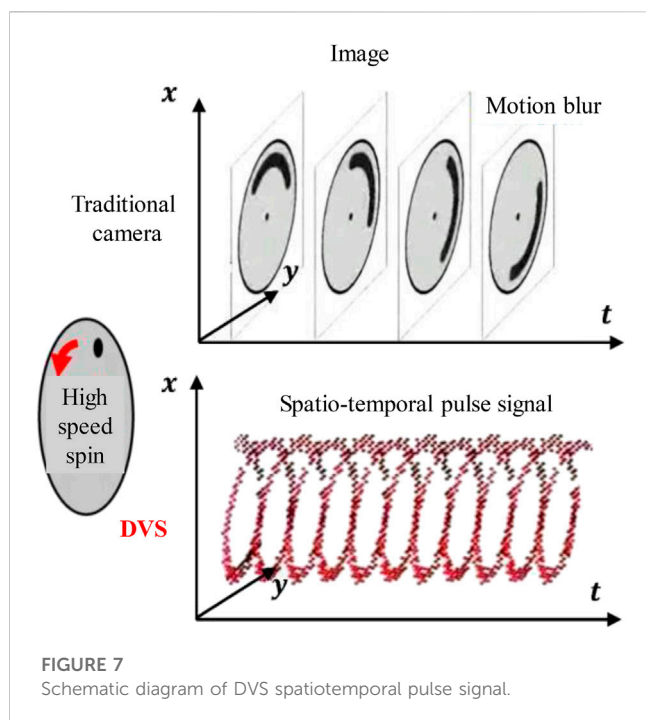 Image
x
Motion blur
Traditional
camera
y
t
High
speed
spin
DVS
x
Spatio-temporal pulse signal
y
t
FIGURE 7
Schematic diagram of DVS spatiotemporal pulse signal.